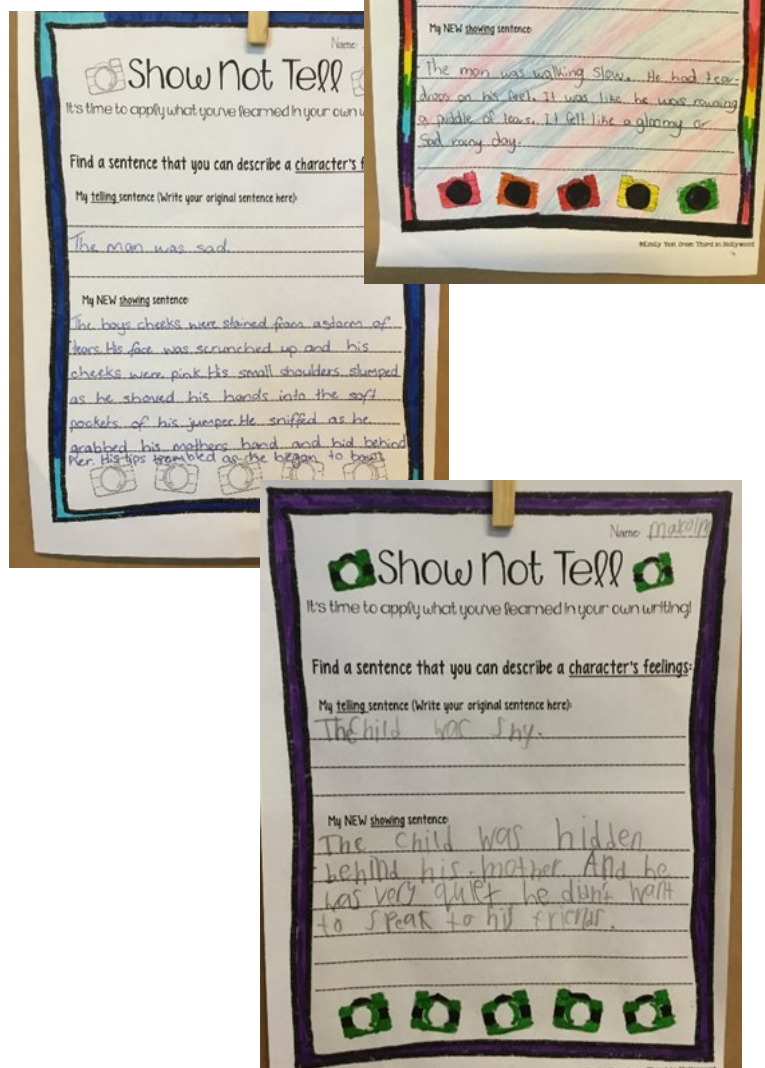 Name:
Show Not Tell
It's time to apply what you've learned in your own
Find a sentence that you can describe a character's
My telling sentence (Write your original sentence here):
The man was sad.
My NEW showing sentence:
The boys cheeks were stained from a storm of
tears. His face was scrunched up and his
cheeks were pink. His small shoulders slumped
as he shoved his hands into the soft
pockets of his jumper. He sniffed as he
grabbed his mothers hand and hid behind
her. His lips trembled as he began to
My NEW showing sentence:
The man was walking slow. He had tear-
drops on his feet. It was like he was rowing
a puddle of tears. It felt like a gloomy or
sad rainy day.
©Emily Yost from Third in Hollywood
Name: Makolm
Show Not Tell
It's time to apply what you've learned in your own writing!
Find a sentence that you can describe a character's feelings:
My telling sentence (Write your original sentence here):
The child was shy.
My NEW showing sentence:
The child was hidden
behind his mother And he
was very quiet he didn't want
to speak to his friends.